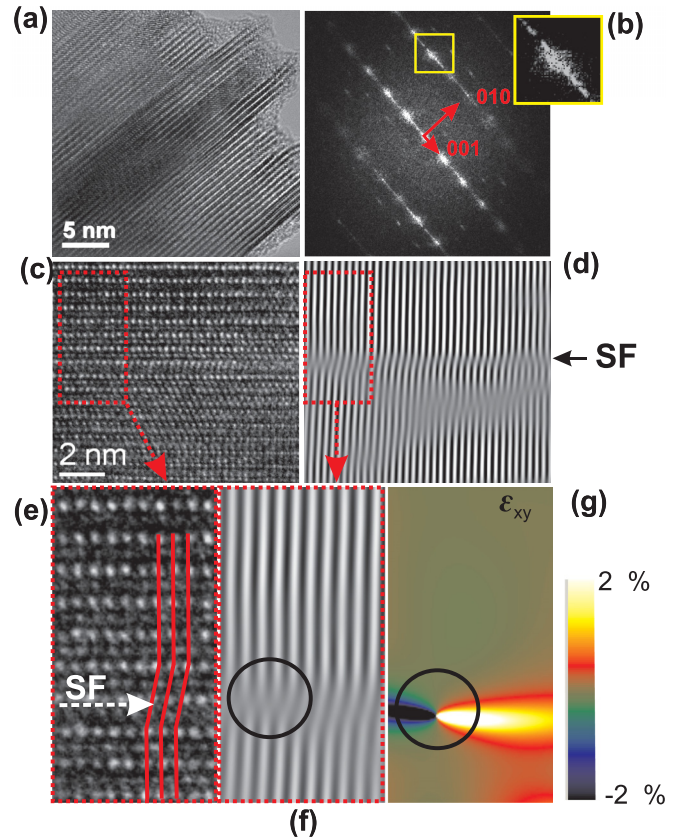 (a)
(b)
010
001
5 nm
(c)
(d)
SF
2 nm
(e)
εxy
(g)
2 %
SF
-2 %
(f)